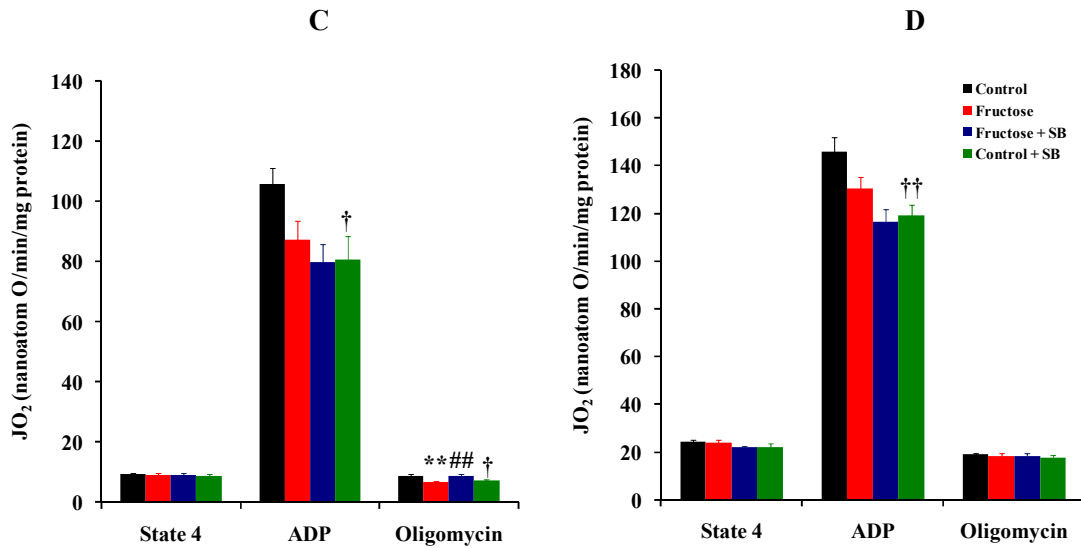 C
JO₂ (nanoatom O/min/mg protein)
140
120
100
80
60
40
20
0
†
**## †
State 4 ADP Oligomycin
D
JO₂ (nanoatom O/min/mg protein)
180
160
140
120
100
80
60
40
20
0
Control
Fructose
Fructose + SB
Control + SB
††
State 4 ADP Oligomycin